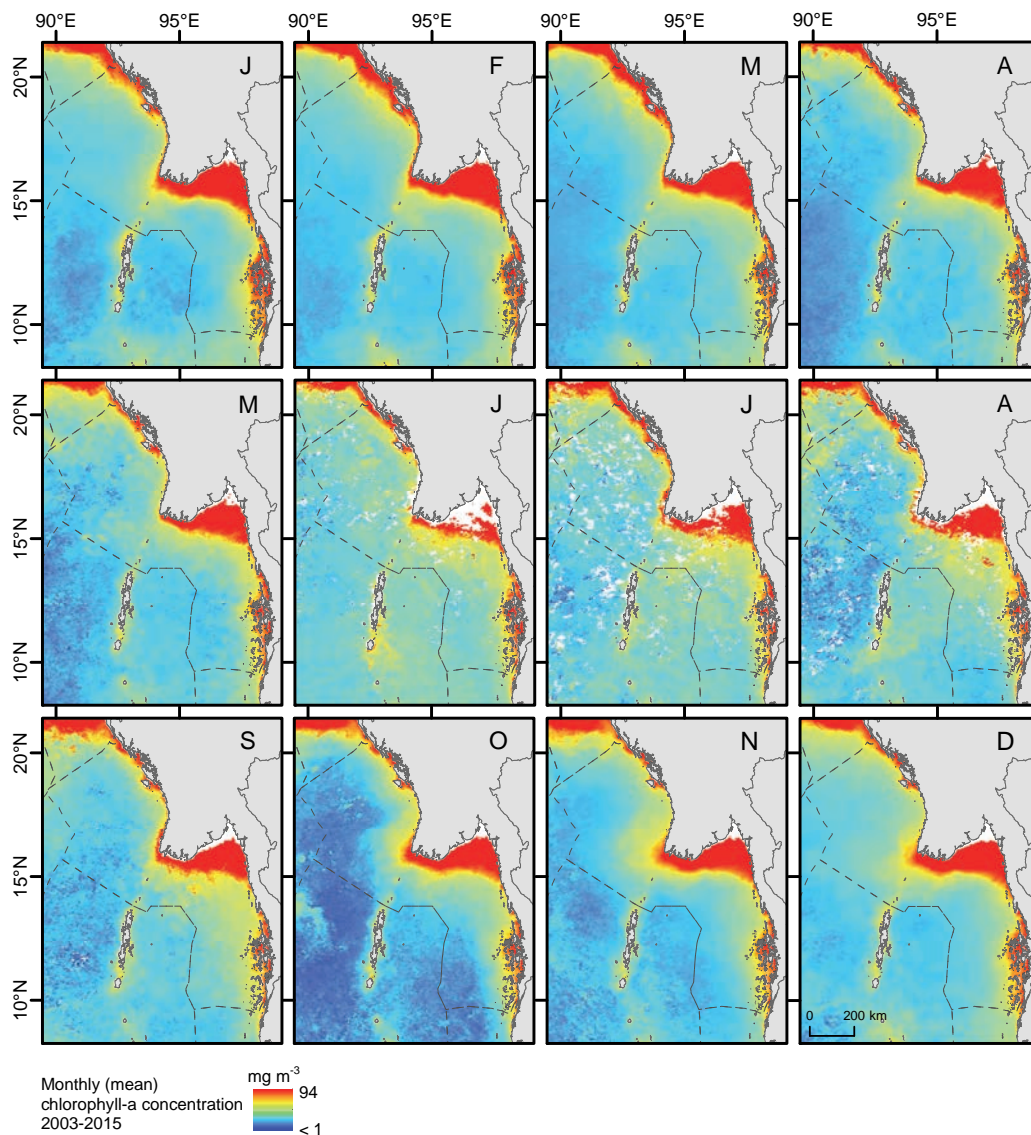 90°E 95°E 90°E 95°E 90°E 95°E 90°E 95°E
J F M A
20°N
15°N
10°N
M J J A
20°N
15°N
10°N
S O N D
20°N
15°N
10°N
0 200 km
Monthly (mean)
chlorophyll-a concentration
2003-2015
mg m-3
94
< 1